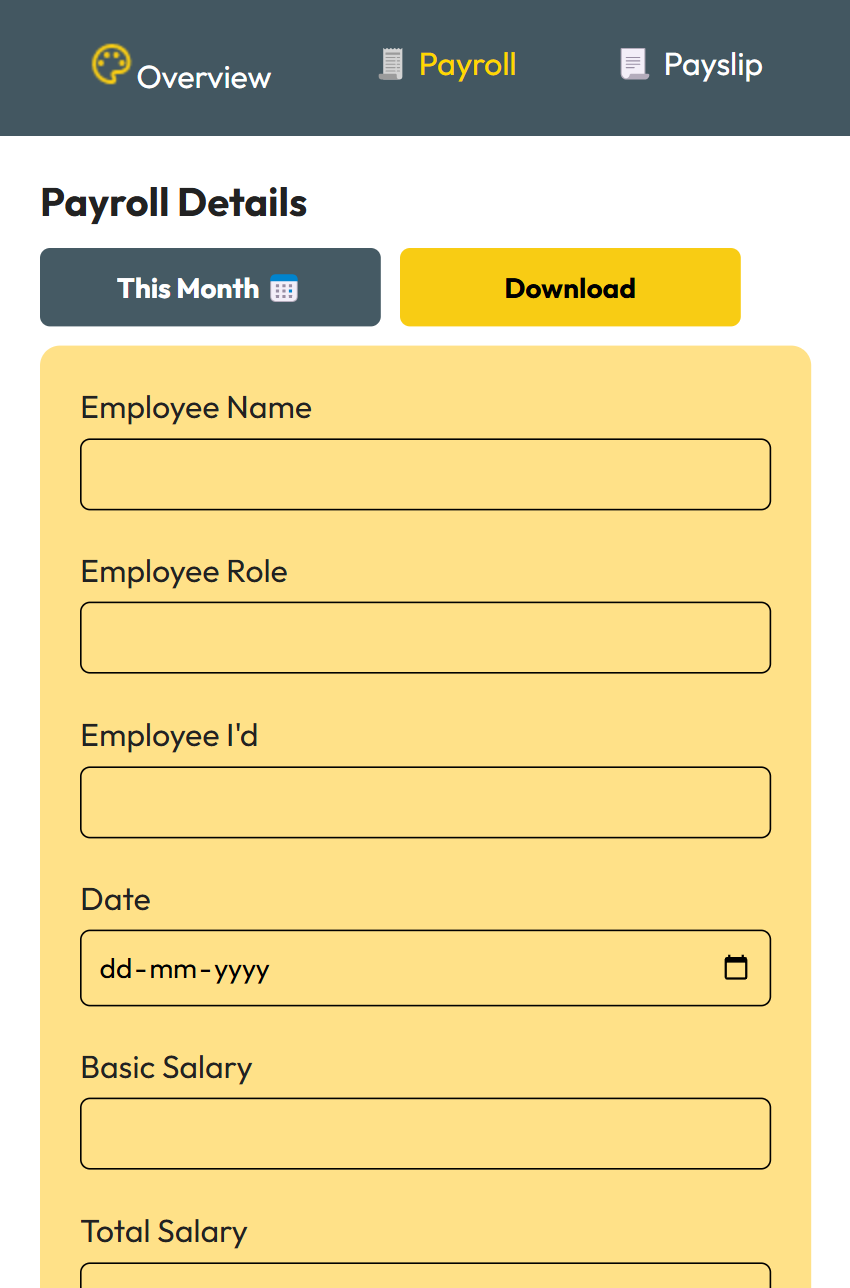 Overview Payroll Payslip
Payroll Details
This Month Download
Employee Name
Employee Role
Employee I'd
Date
dd-mm-yyyy
Basic Salary
Total Salary